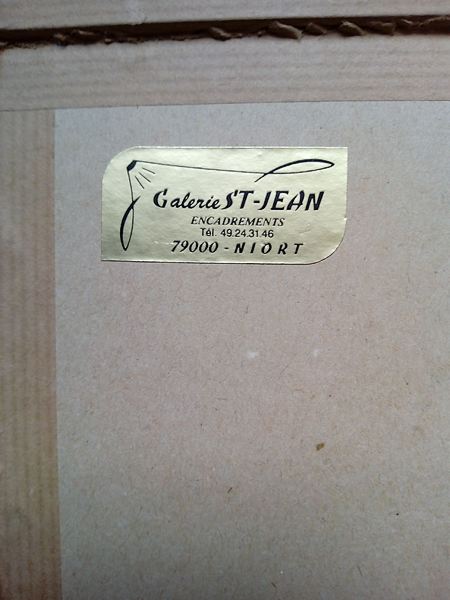 Galerie ST-JEAN
ENCADREMENTS
Tél. 49.24.31.46
79000 - NIORT